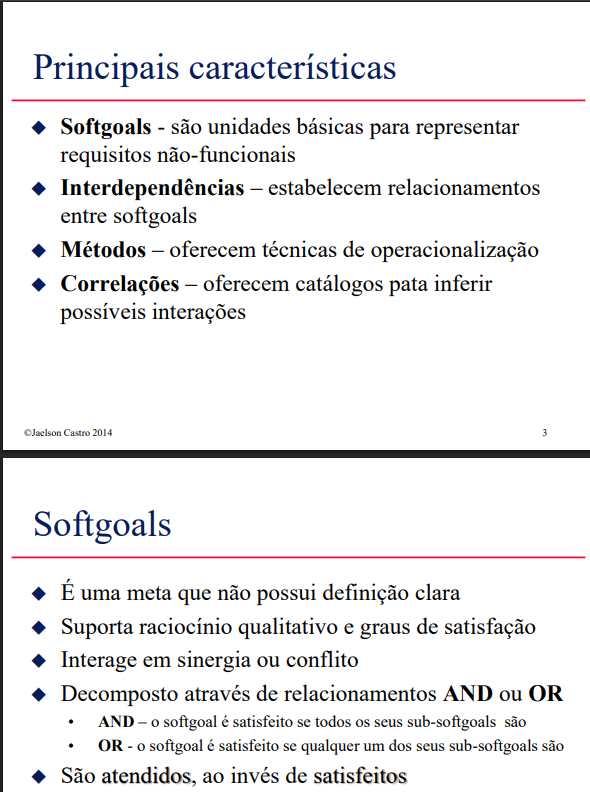 Principais características
◆ Softgoals - são unidades básicas para representar
requisitos não-funcionais
◆ Interdependências – estabelecem relacionamentos
entre softgoals
◆ Métodos – oferecem técnicas de operacionalização
◆ Correlações – oferecem catálogos pata inferir
possíveis interações
©Jaelson Castro 2014 3
Softgoals
◆ É uma meta que não possui definição clara
◆ Suporta raciocínio qualitativo e graus de satisfação
◆ Interage em sinergia ou conflito
◆ Decomposto através de relacionamentos AND ou OR
• AND – o softgoal é satisfeito se todos os seus sub-softgoals são
• OR - o softgoal é satisfeito se qualquer um dos seus sub-softgoals são
◆ São atendidos, ao invés de satisfeitos